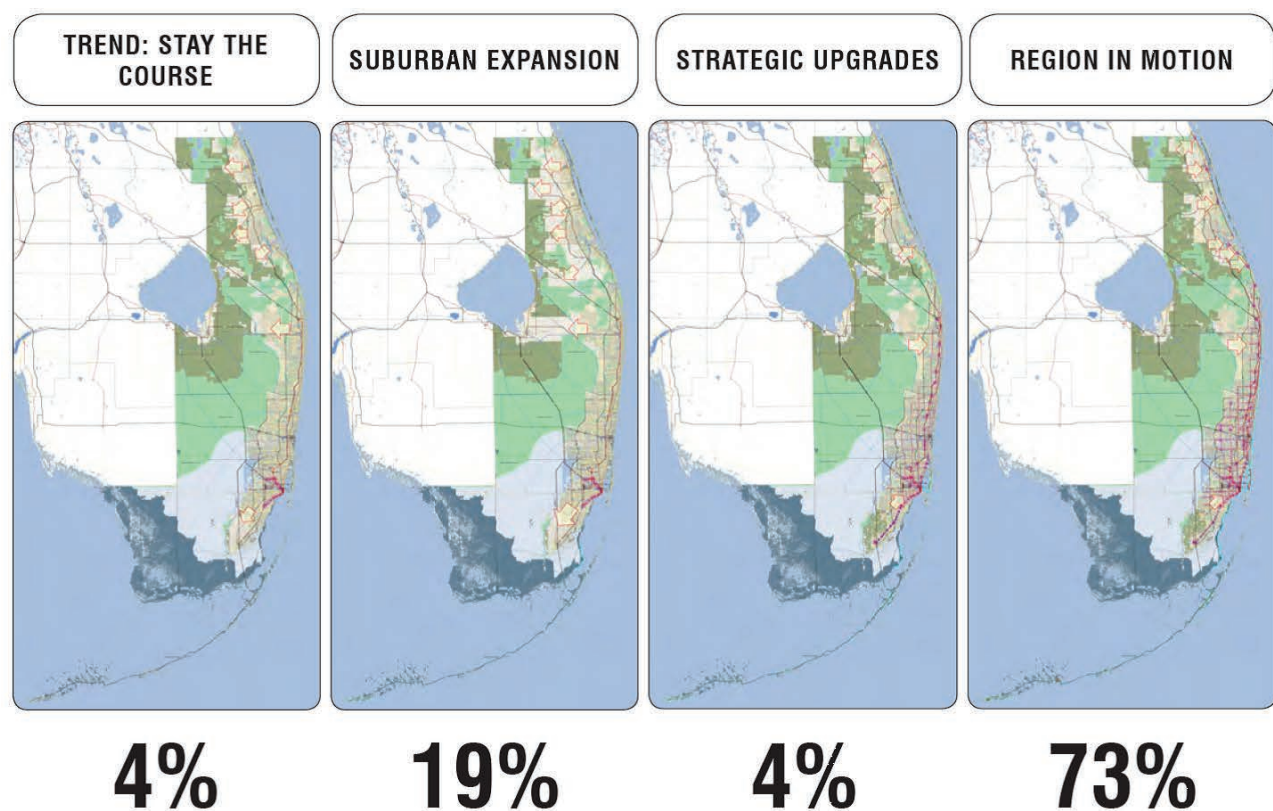 TREND: STAY THE
COURSE
SUBURBAN EXPANSION
STRATEGIC UPGRADES
REGION IN MOTION
4%
19%
4%
73%